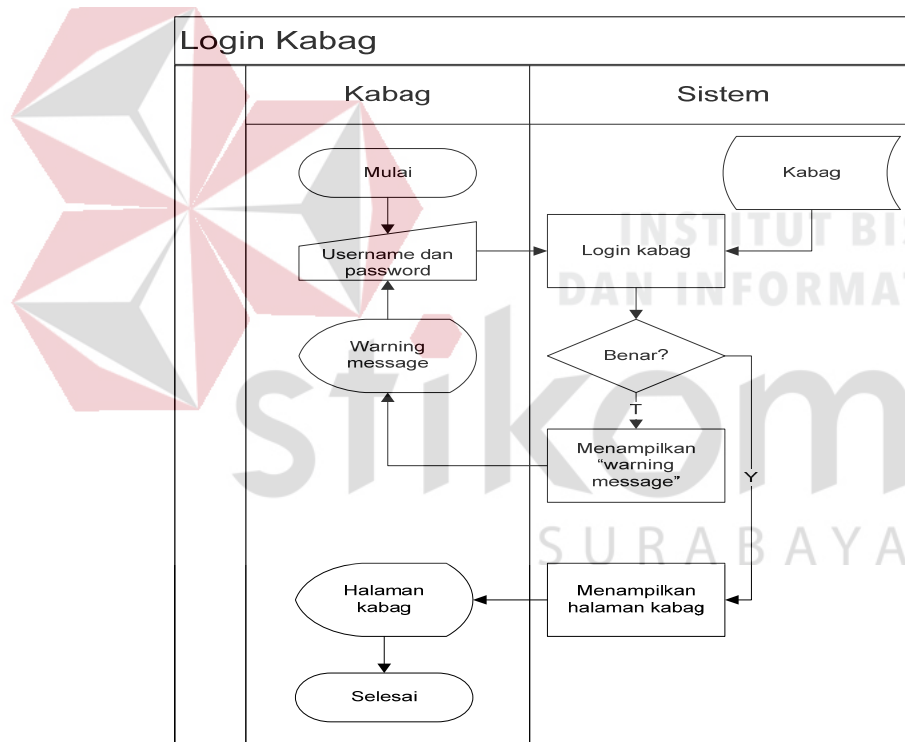 Login Kabag
Kabag
Sistem
Mulai
Kabag
Username dan
password
Login kabag
INSTITUT BIS
DAN INFORMAT
Warning
message
Benar?
T
stikom
Menampilkan
“warning
message”
Y
SURABAYA
Halaman
kabag
Menampilkan
halaman kabag
Selesai